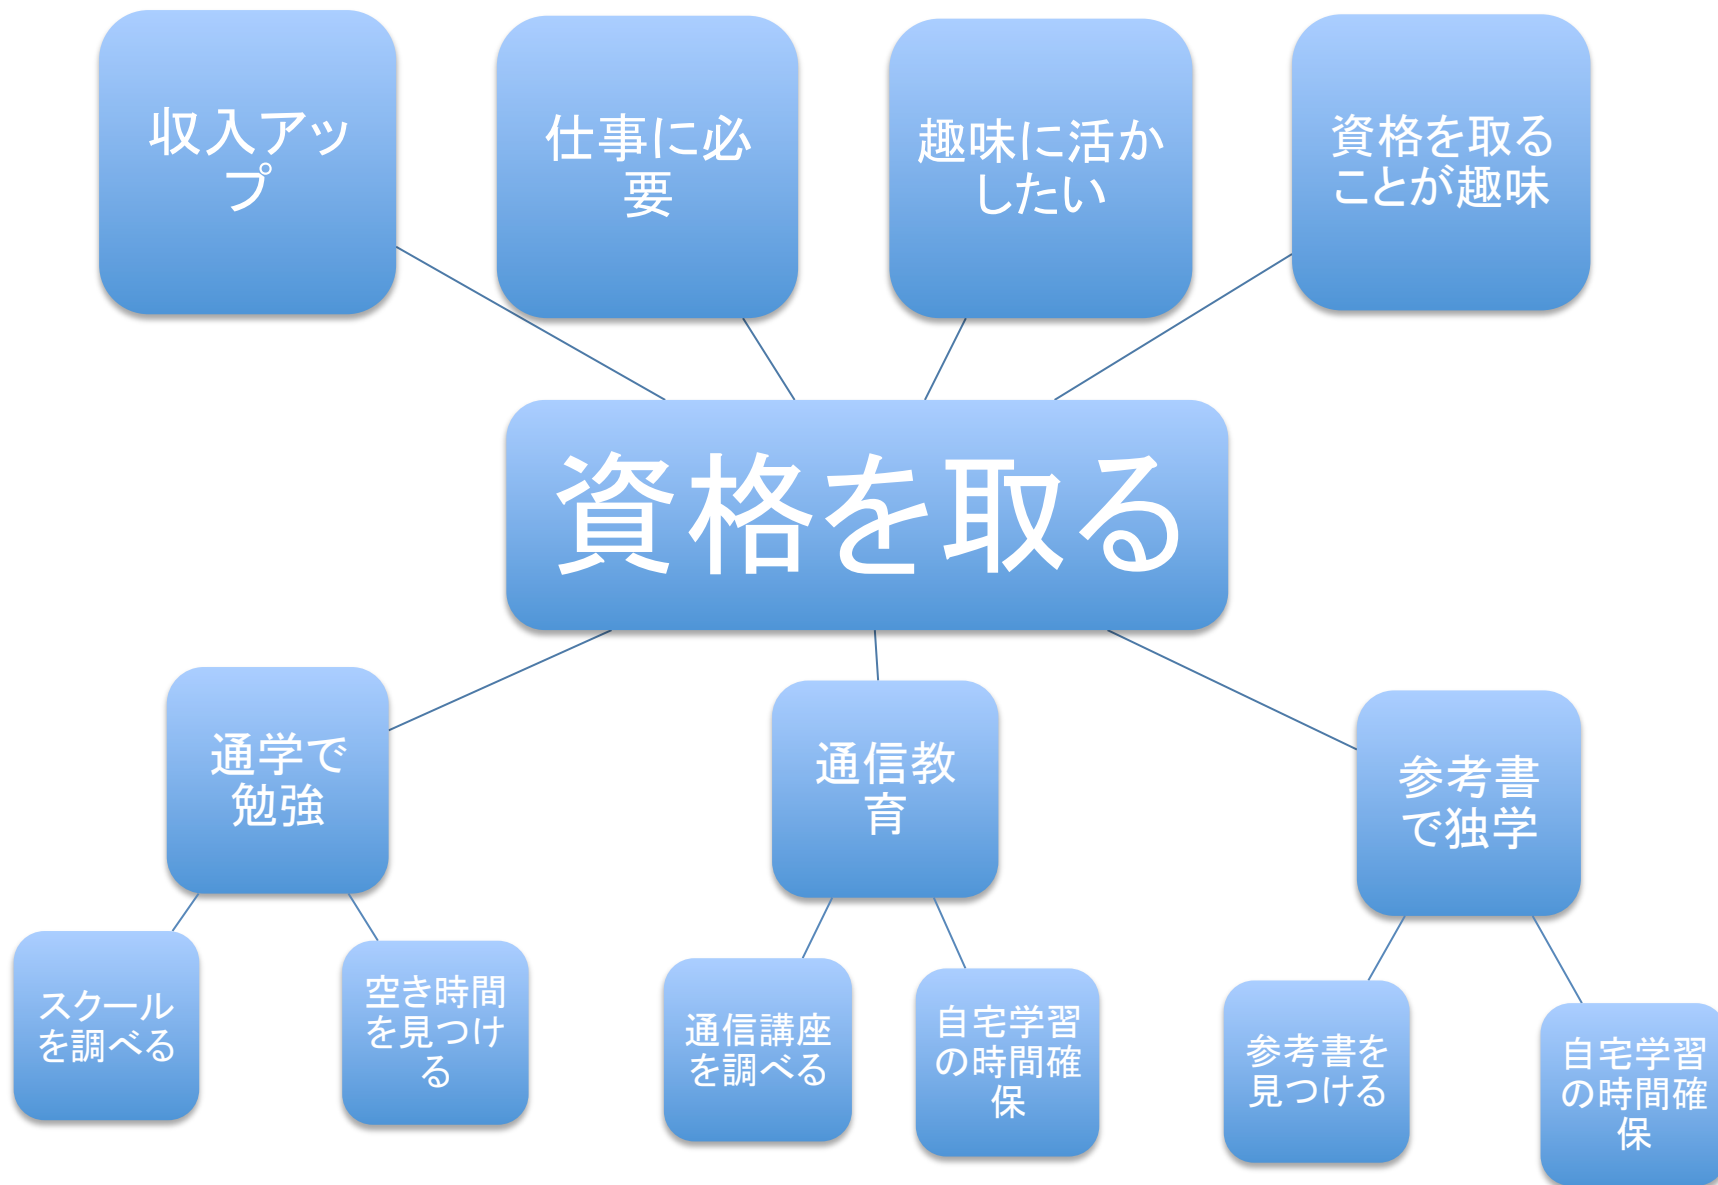 収入アッ
プ
仕事に必
要
趣味に活か
したい
資格を取る
ことが趣味
資格を取る
通学で
勉強
通信教
育
参考書
で独学
スクール
を調べる
空き時間
を見つけ
る
通信講座
を調べる
自宅学習
の時間確
保
参考書を
見つける
自宅学習
の時間確
保